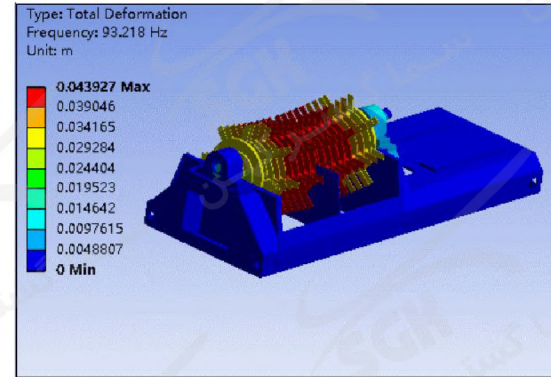 Type: Total Deformation
Frequency: 93.218 Hz
Unit: m
0.043927 Max
0.039046
0.034165
0.029284
0.024404
0.019523
0.014642
0.0097615
0.0048807
0 Min
SGK